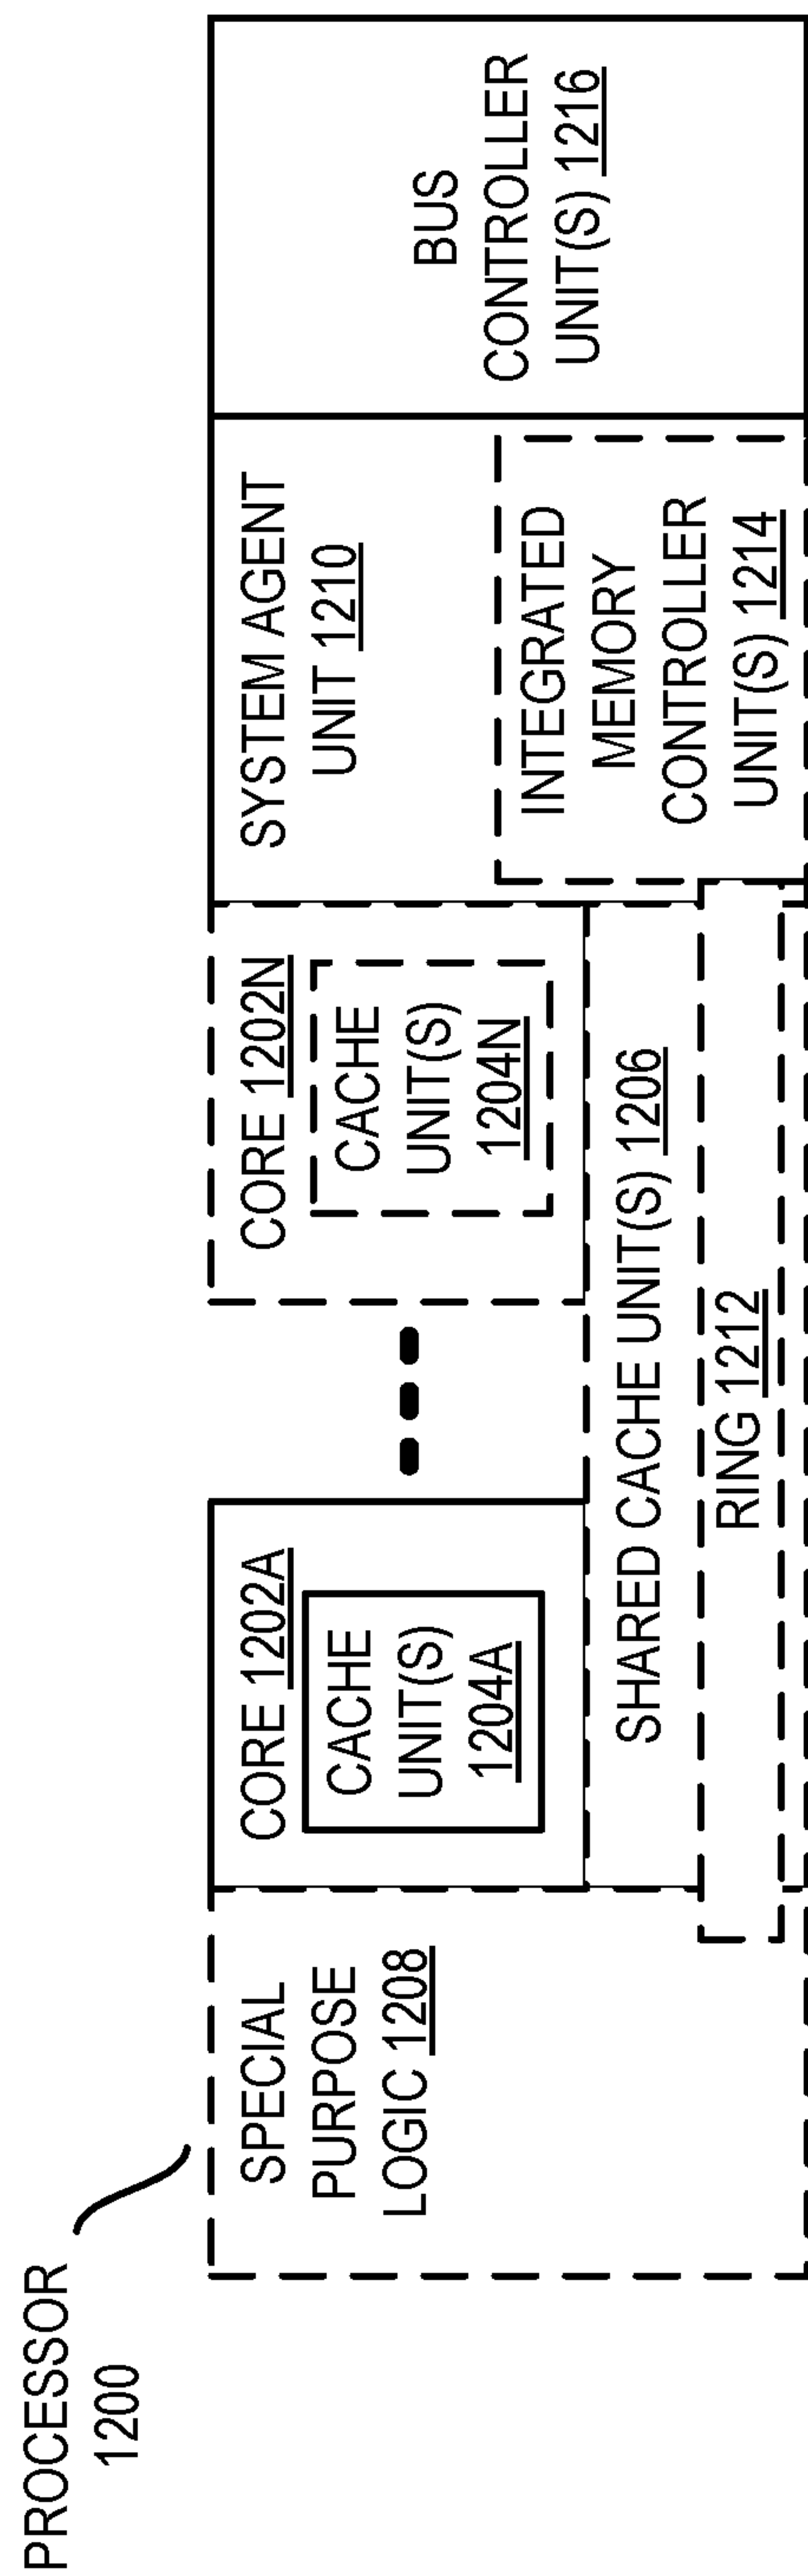 PROCESSOR
1200
SPECIAL
PURPOSE
LOGIC 1208
CORE 1202A
CACHE
UNIT(S)
1204A
CORE 1202N
CACHE
UNIT(S)
1204N
SHARED CACHE UNIT(S) 1206
RING 1212
SYSTEM AGENT
UNIT 1210
INTEGRATED
MEMORY
CONTROLLER
UNIT(S) 1214
BUS
CONTROLLER
UNIT(S) 1216